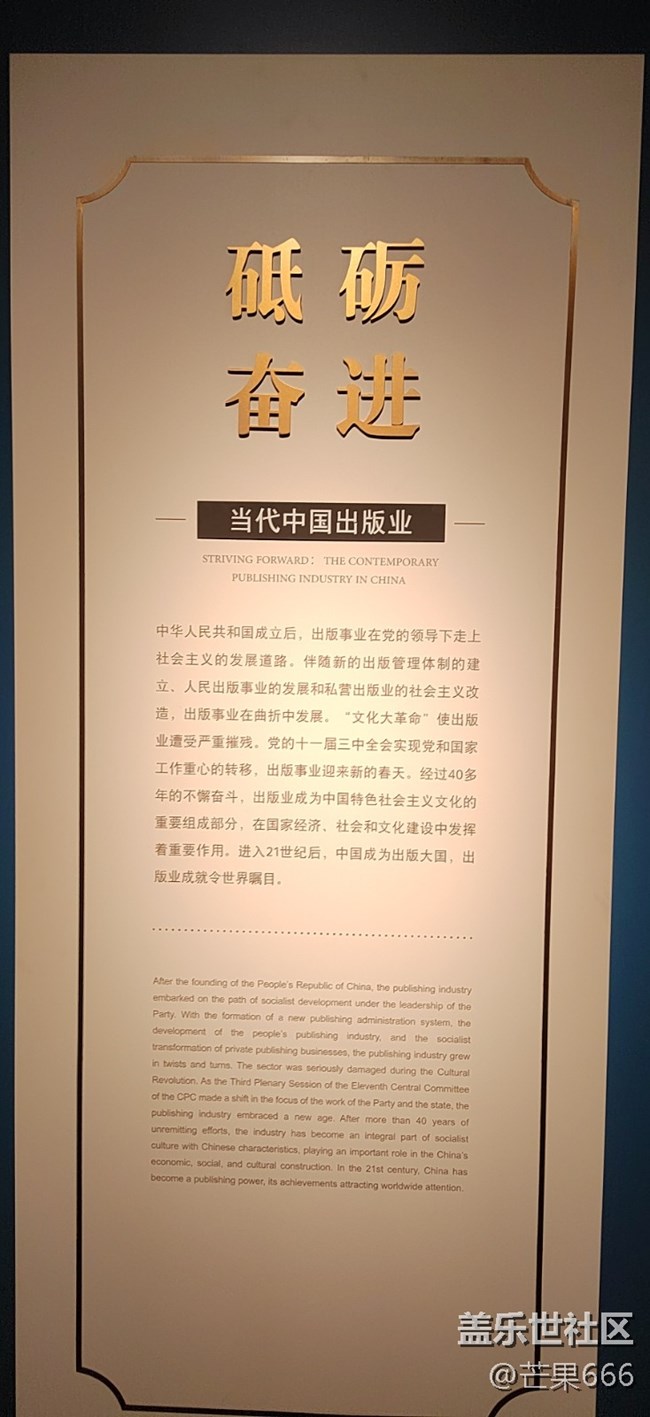 砥砺
奋进
当代中国出版业
STRIVING FORWARD: THE CONTEMPORARY
PUBLISHING INDUSTRY IN CHINA
中华人民共和国成立后，出版事业在党的领导下走上
社会主义的发展道路。伴随新的出版管理体制的建
立、人民出版事业的发展和私营出版业的社会主义改
造，出版事业在曲折中发展。“文化大革命”使出版
业遭受严重摧残。党的十一届三中全会实现党和国家
工作重心的转移，出版事业迎来新的春天。经过40多
年的不懈奋斗，出版业成为中国特色社会主义文化的
重要组成部分，在国家经济、社会和文化建设中发挥
着重要作用。进入21世纪后，中国成为出版大国，出
版业成就令世界瞩目。
After the founding of the People's Republic of China, the publishing industry
embarked on the path of socialist development under the leadership of the
Party. With the formation of a new publishing administration system, the
development of the people's publishing industry, and the socialist
transformation of private publishing businesses, the publishing industry grew
in twists and turns. The sector was seriously damaged during the Cultural
Revolution. As the Third Plenary Session of the Eleventh Central Committee
of the CPC made a shift in the focus of the work of the Party and the state, the
publishing industry embraced a new age. After more than 40 years of
unremitting efforts, the industry has become an integral part of socialist
culture with Chinese characteristics, playing an important role in the China's
economic, social, and cultural construction. In the 21st century, China has
become a publishing power, its achievements attracting worldwide attention.
盖乐世社区
@芒果666